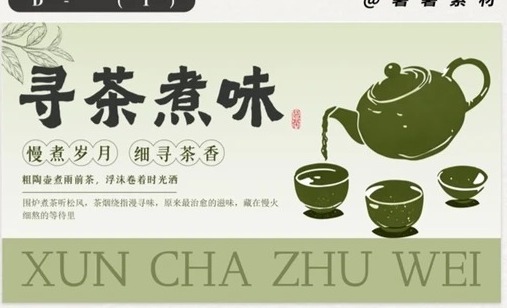 @薯薯素材
寻茶煮味
慢煮岁月 细寻茶香
粗陶壶煮雨前茶，浮沫卷着时光酒
围炉煮茶听松风，茶烟绕指漫寻味，原来最治愈的滋味，藏在慢火
细熬的等待里
XUN CHA ZHU WEI